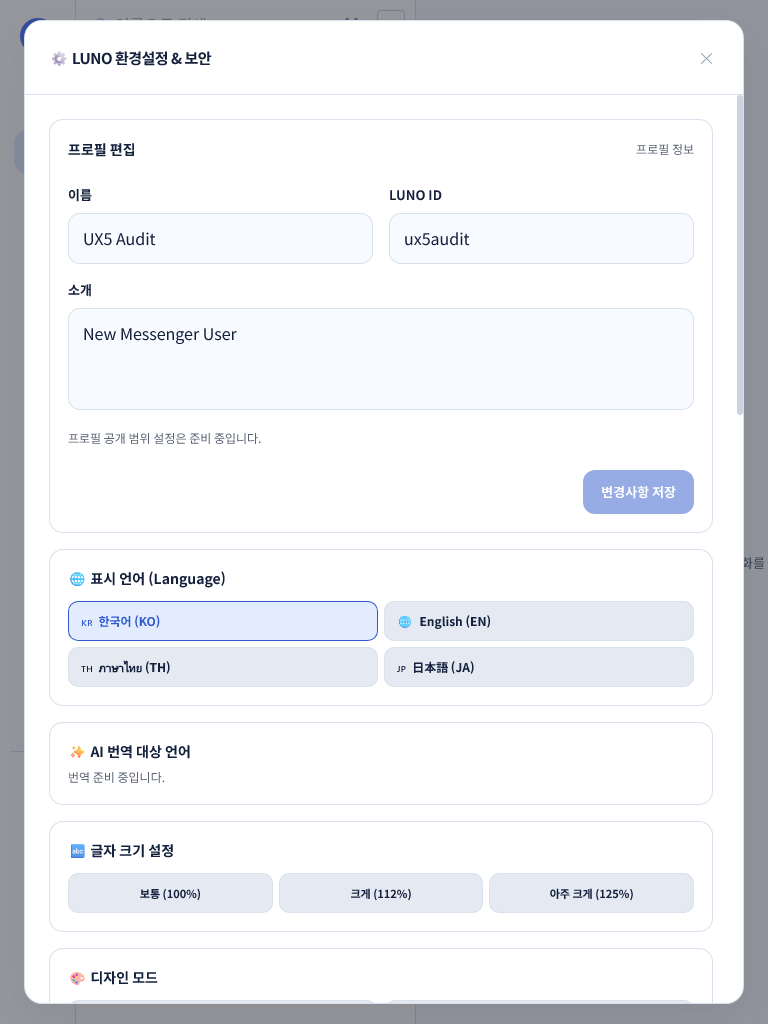 LUNO 환경설정 & 보안
프로필 편집
프로필 정보
이름
LUNO ID
UX5 Audit
ux5audit
소개
New Messenger User
프로필 공개 범위 설정은 준비 중입니다.
변경사항 저장
🌐 표시 언어 (Language)
KR 한국어 (KO)
🌐 English (EN)
TH ภาษาไทย (TH)
JP 日本語 (JA)
✨ AI 번역 대상 언어
번역 준비 중입니다.
🔤 글자 크기 설정
보통 (100%)
크게 (112%)
아주 크게 (125%)
🎨 디자인 모드
화를